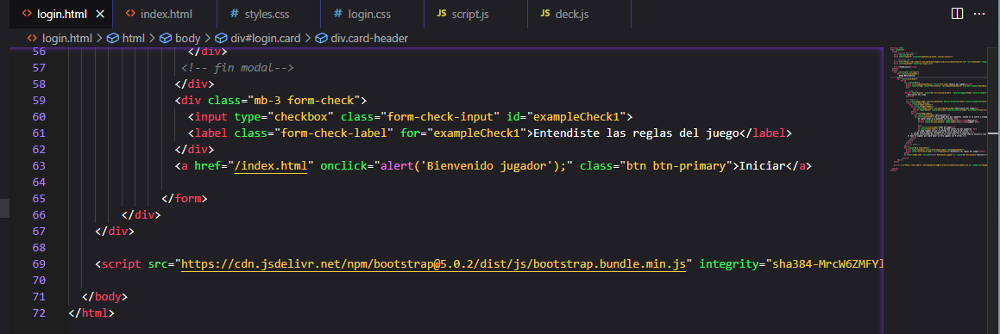 login.html index.html styles.css login.css JS script.js JS deck.js
login.html > html > body > div#login.card > div.card-header
56 </div>
57 <!-- fin modal-->
58 </div>
59 <div class="mb-3 form-check">
60 <input type="checkbox" class="form-check-input" id="exampleCheck1">
61 <label class="form-check-label" for="exampleCheck1">Entendiste las reglas del juego</label>
62 </div>
63 <a href="/index.html" onclick="alert('Bienvenido jugador');" class="btn btn-primary">Iniciar</a>
64
65 </form>
66 </div>
67 </div>
68
69 <script src="https://cdn.jsdelivr.net/npm/bootstrap@5.0.2/dist/js/bootstrap.bundle.min.js" integrity="sha384-MrcW6ZMFYl
70
71 </body>
72 </html>